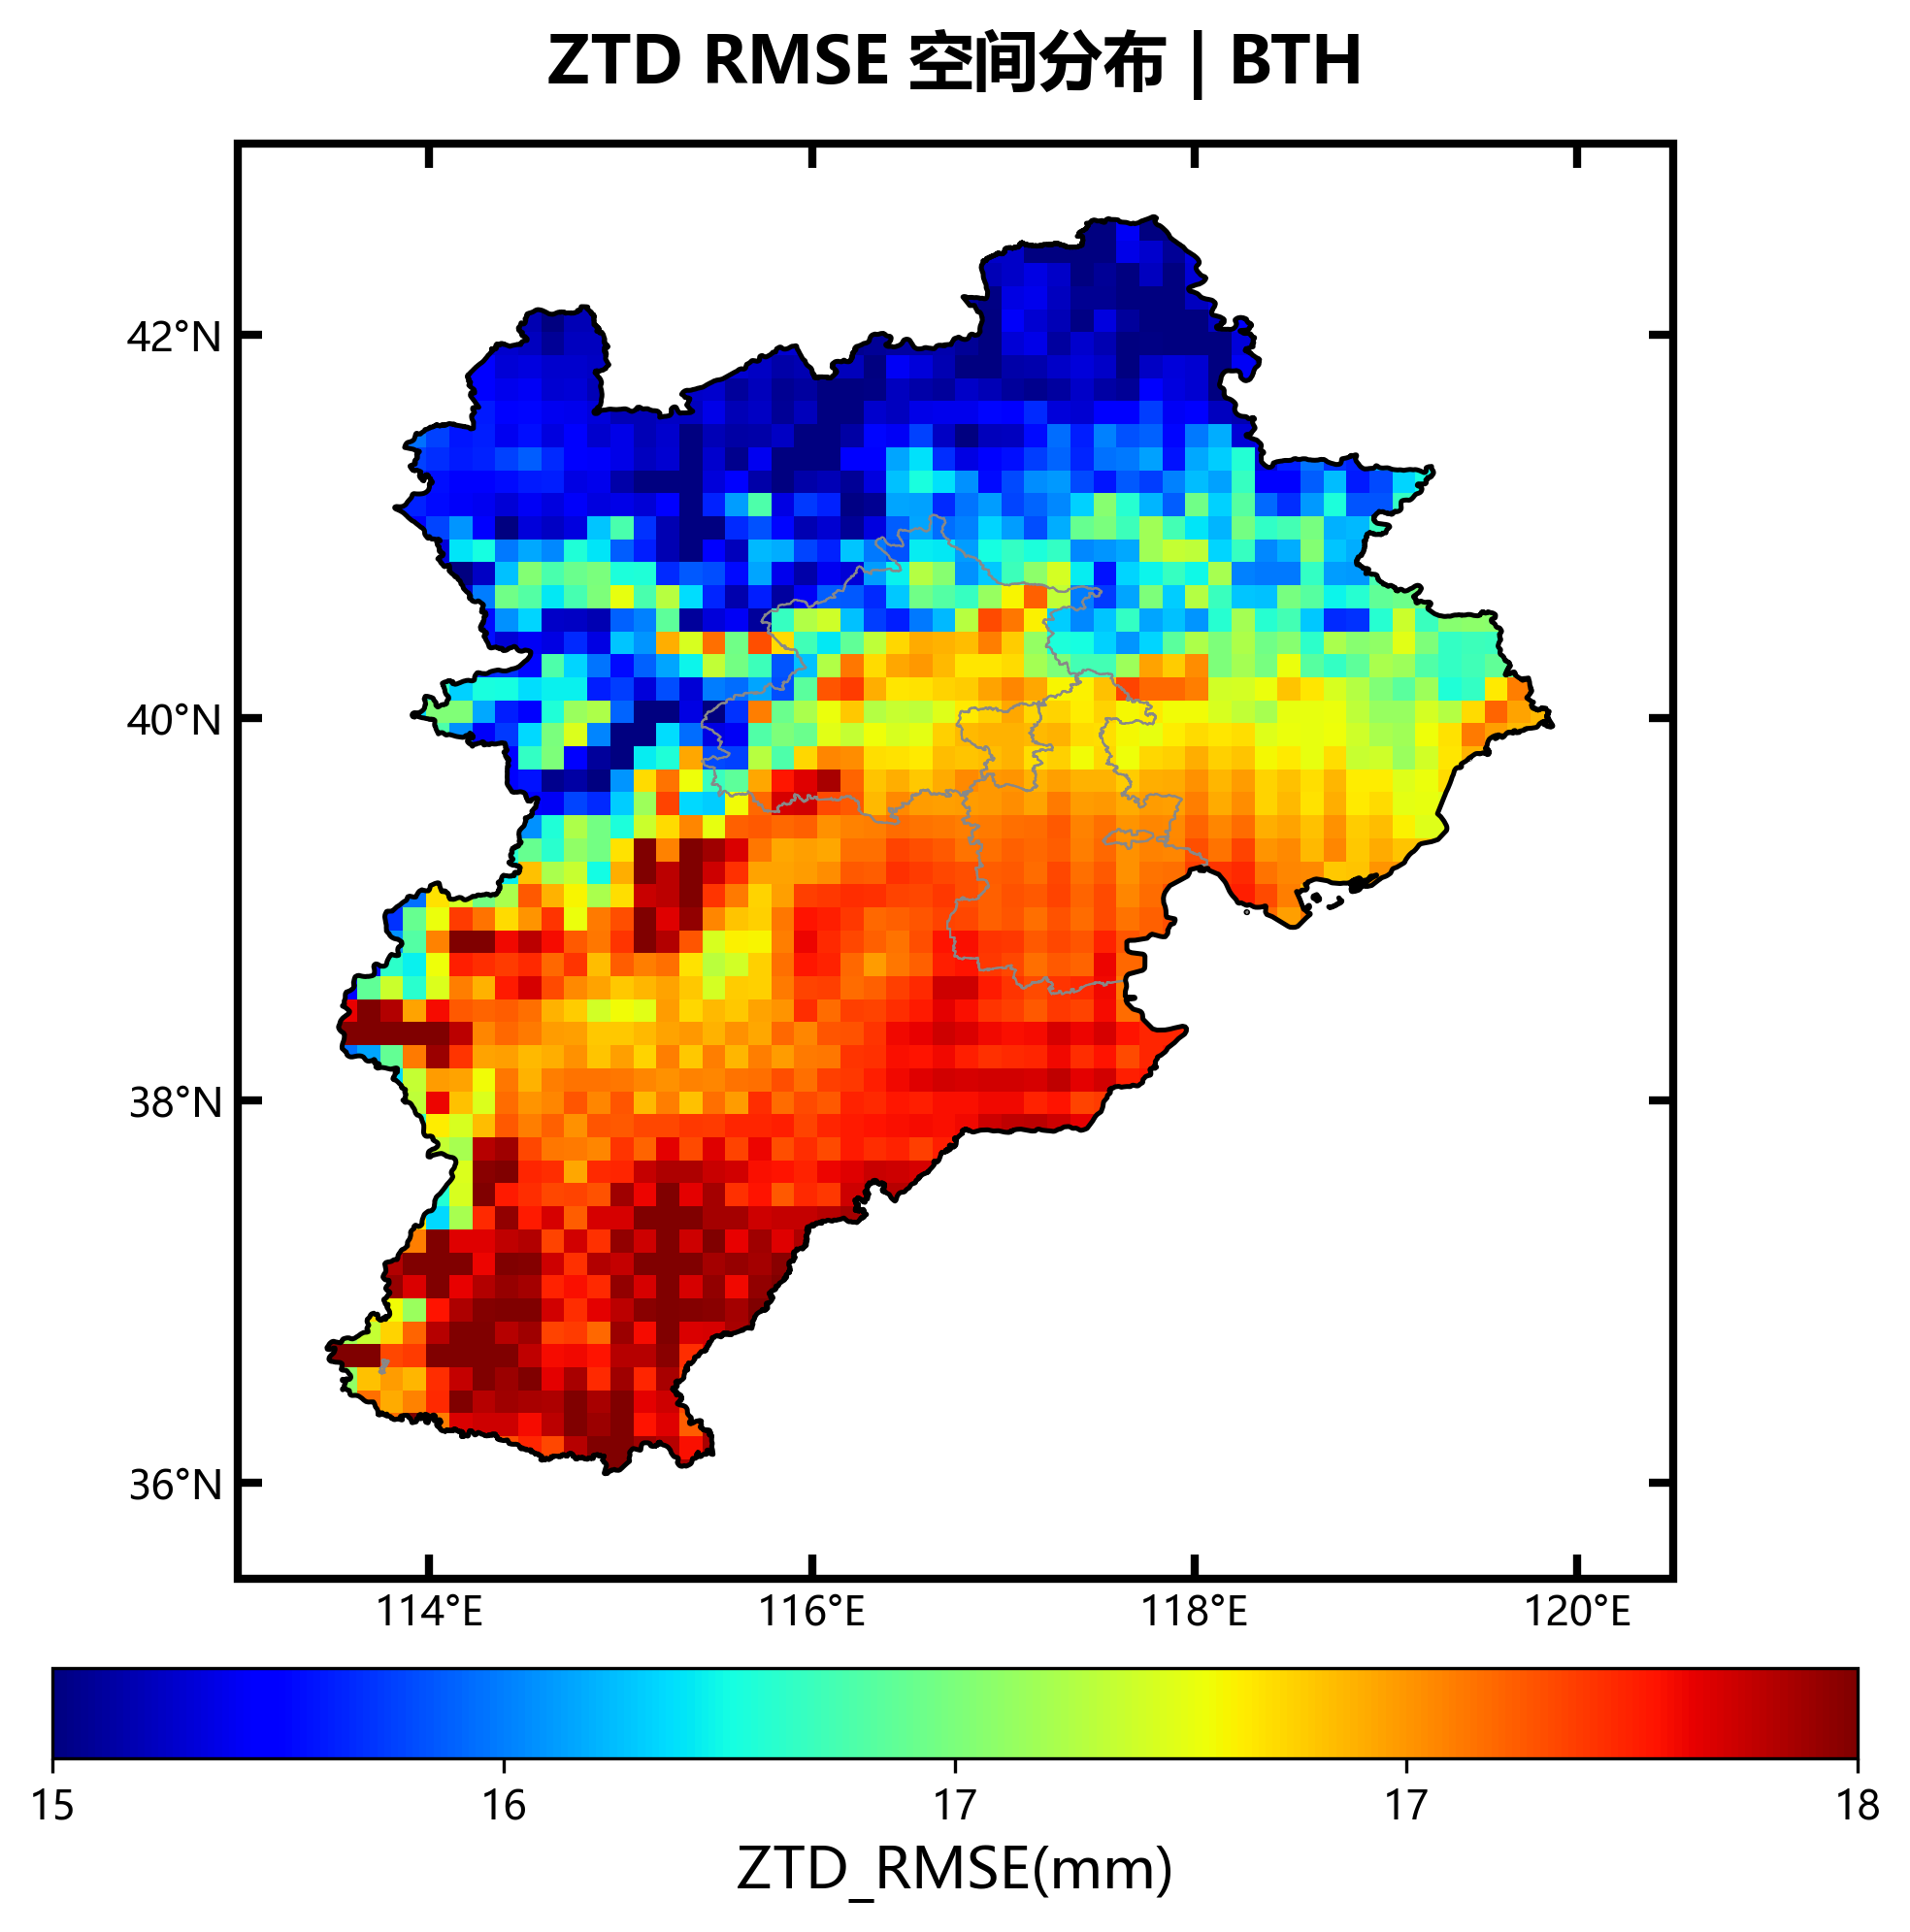 ZTD RMSE 空间分布 | BTH
42°N
40°N
38°N
36°N
114°E 116°E 118°E 120°E
15 16 17 17 18
ZTD_RMSE(mm)